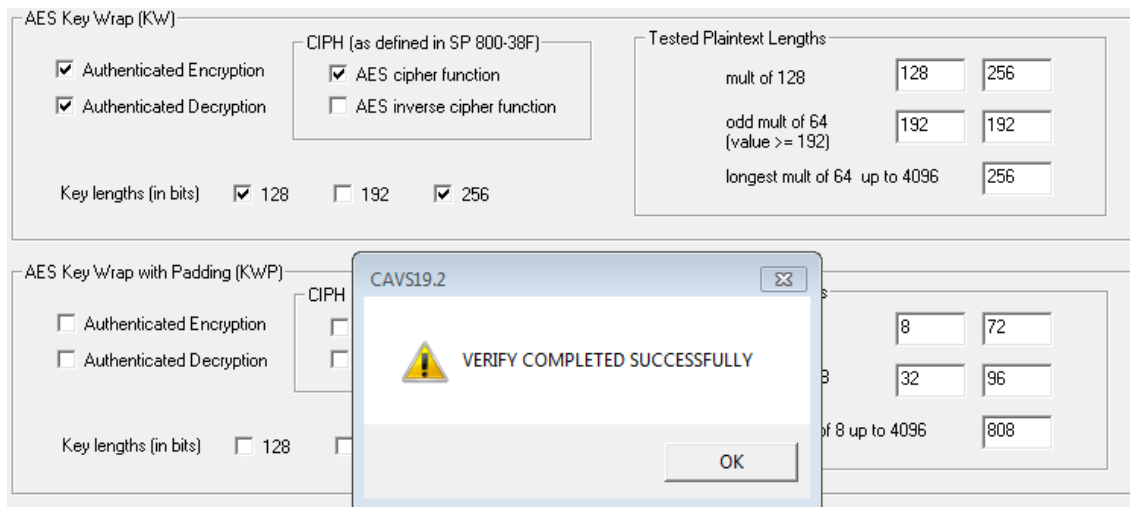 AES Key Wrap (KW)
CIPH (as defined in SP 800-38F)
Tested Plaintext Lengths
Authenticated Encryption
AES cipher function
mult of 128
128
256
Authenticated Decryption
AES inverse cipher function
odd mult of 64
(value >= 192)
192
192
longest mult of 64 up to 4096
256
Key lengths (in bits)
128
192
256
AES Key Wrap with Padding (KWP)
CIPH
s
Authenticated Encryption
8
72
Authenticated Decryption
32
96
of 8 up to 4096
808
Key lengths (in bits)
128
CAVS19.2
VERIFY COMPLETED SUCCESSFULLY
OK